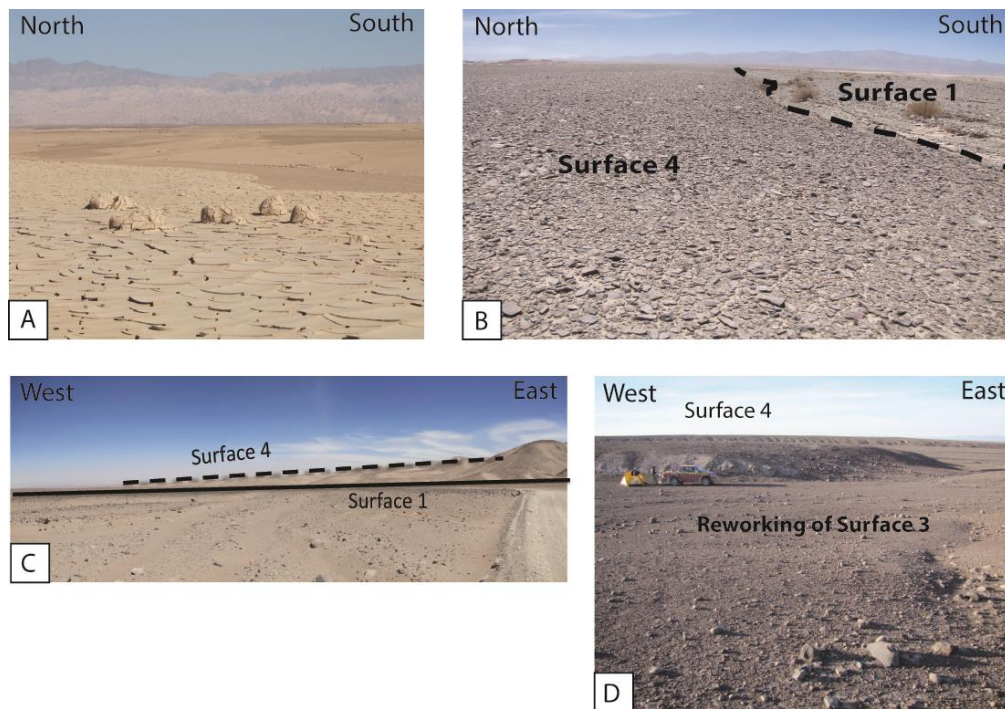 North South
A
North South
Surface 1
Surface 4
B
West East
Surface 4
Surface 1
C
West East
Surface 4
Reworking of Surface 3
D